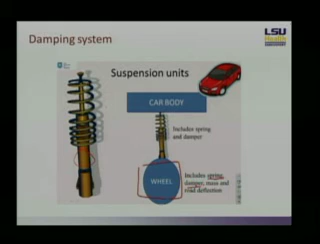 Damping system
LSU
Health
Suspension units
CAR BODY
Includes spring
and damper
WHEEL
Includes spring,
damper, mass and
road deflection